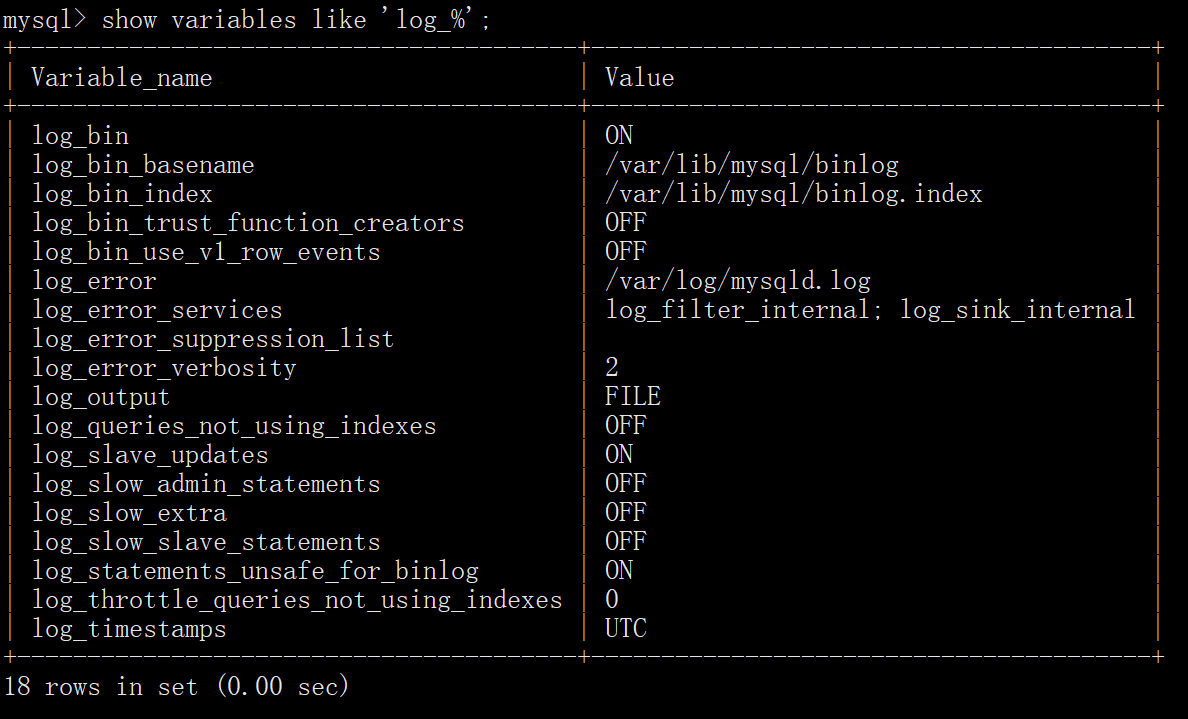 mysql> show variables like 'log_%';
+----------------------------------------+----------------------------------------+
| Variable_name                          | Value                                  |
+----------------------------------------+----------------------------------------+
| log_bin                                | ON                                     |
| log_bin_basename                       | /var/lib/mysql/binlog                  |
| log_bin_index                          | /var/lib/mysql/binlog.index            |
| log_bin_trust_function_creators        | OFF                                    |
| log_bin_use_v1_row_events              | OFF                                    |
| log_error                              | /var/log/mysqld.log                    |
| log_error_services                     | log_filter_internal; log_sink_internal |
| log_error_suppression_list             |                                        |
| log_error_verbosity                    | 2                                      |
| log_output                             | FILE                                   |
| log_queries_not_using_indexes          | OFF                                    |
| log_slave_updates                      | ON                                     |
| log_slow_admin_statements              | OFF                                    |
| log_slow_extra                         | OFF                                    |
| log_slow_slave_statements              | OFF                                    |
| log_statements_unsafe_for_binlog       | ON                                     |
| log_throttle_queries_not_using_indexes | 0                                      |
| log_timestamps                         | UTC                                    |
+----------------------------------------+----------------------------------------+
18 rows in set (0.00 sec)